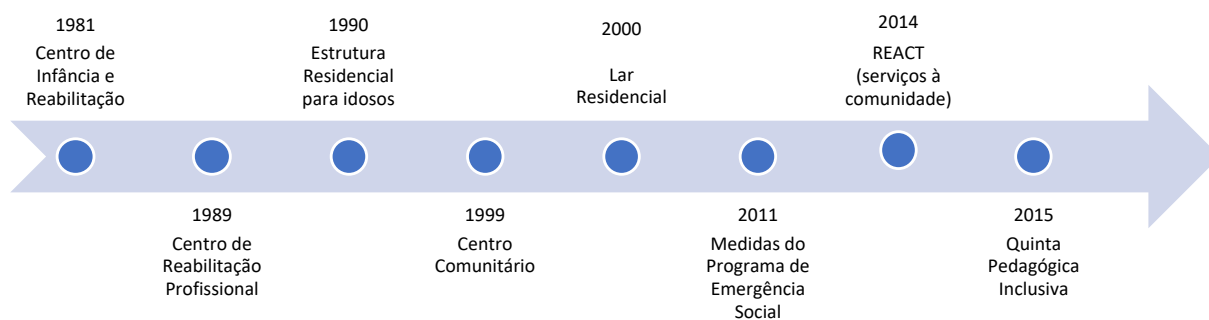 1981
Centro de
Infância e
Reabilitação
1989
Centro de
Reabilitação
Profissional
1990
Estrutura
Residencial
para idosos
1999
Centro
Comunitário
2000
Lar
Residencial
2011
Medidas do
Programa de
Emergência
Social
2014
REACT
(serviços à
comunidade)
2015
Quinta
Pedagógica
Inclusiva